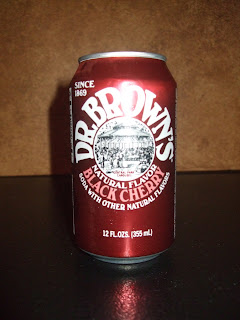 SINCE
1869
DR. BROWN'S
NATURAL FLAVOR
BLACK CHERRY
SODA WITH OTHER NATURAL FLAVORS
12 FL.OZS. (355 mL)